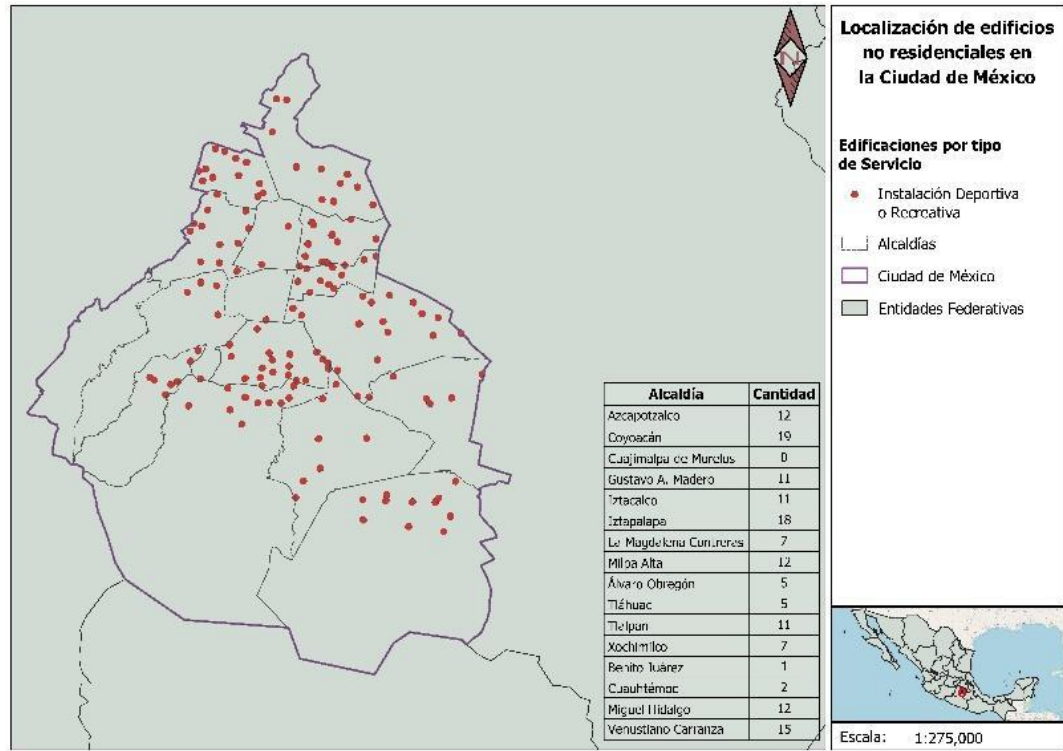 Localización de edificios
no residenciales en
la Ciudad de México
Edificaciones por tipo
de Servicio
Instalación Deportiva
o Recreativa
Alcaldías
Ciudad de México
Entidades Federativas
N
Alcaldía Cantidad
Azcapotzalco 12
Coyoacán 19
Cuajimalpa de Morelos 0
Gustavo A. Madero 11
Iztacalco 11
Iztapalapa 18
La Magdalena Contreras 7
Milpa Alta 12
Álvaro Obregón 5
Tláhuac 5
Tlalpan 11
Xochimilco 7
Benito Juárez 1
Cuauhtémoc 2
Miguel Hidalgo 12
Venustiano Carranza 15
Escala: 1:275,000